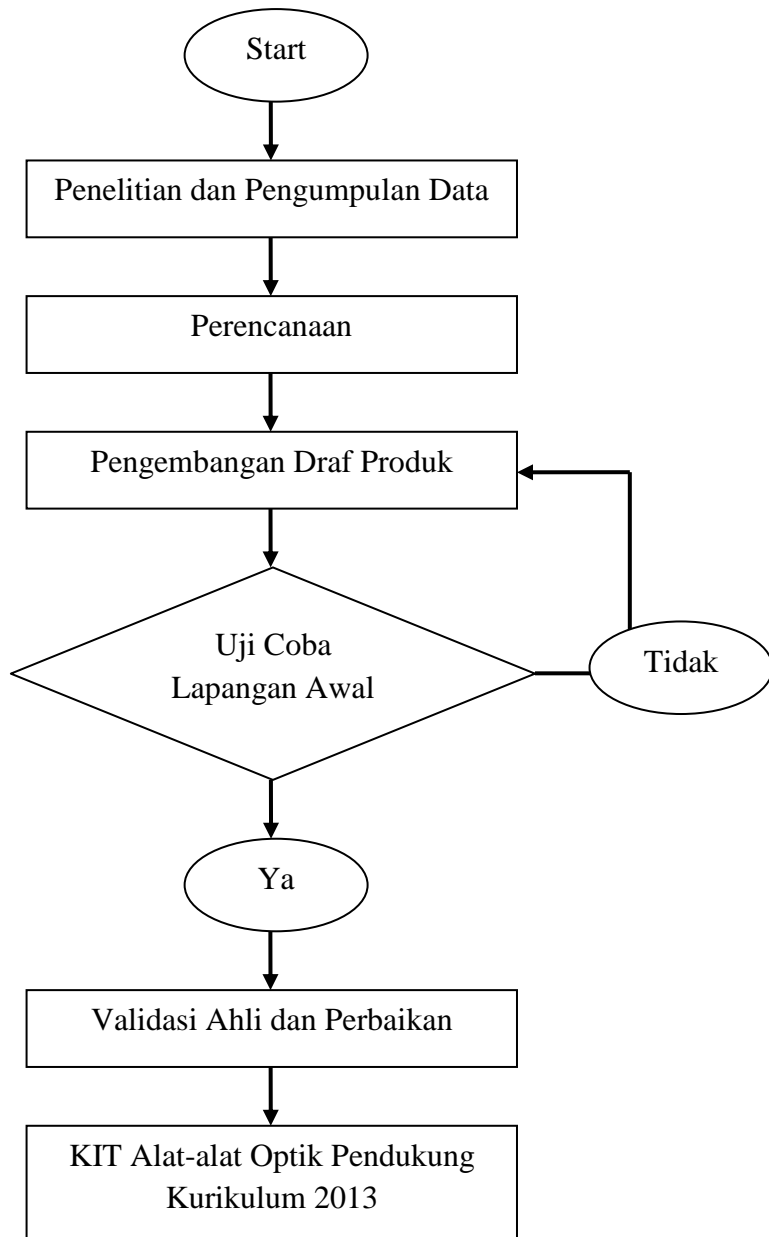 Start
Penelitian dan Pengumpulan Data
Perencanaan
Pengembangan Draf Produk
Uji Coba
Lapangan Awal
Tidak
Ya
Validasi Ahli dan Perbaikan
KIT Alat-alat Optik Pendukung
Kurikulum 2013